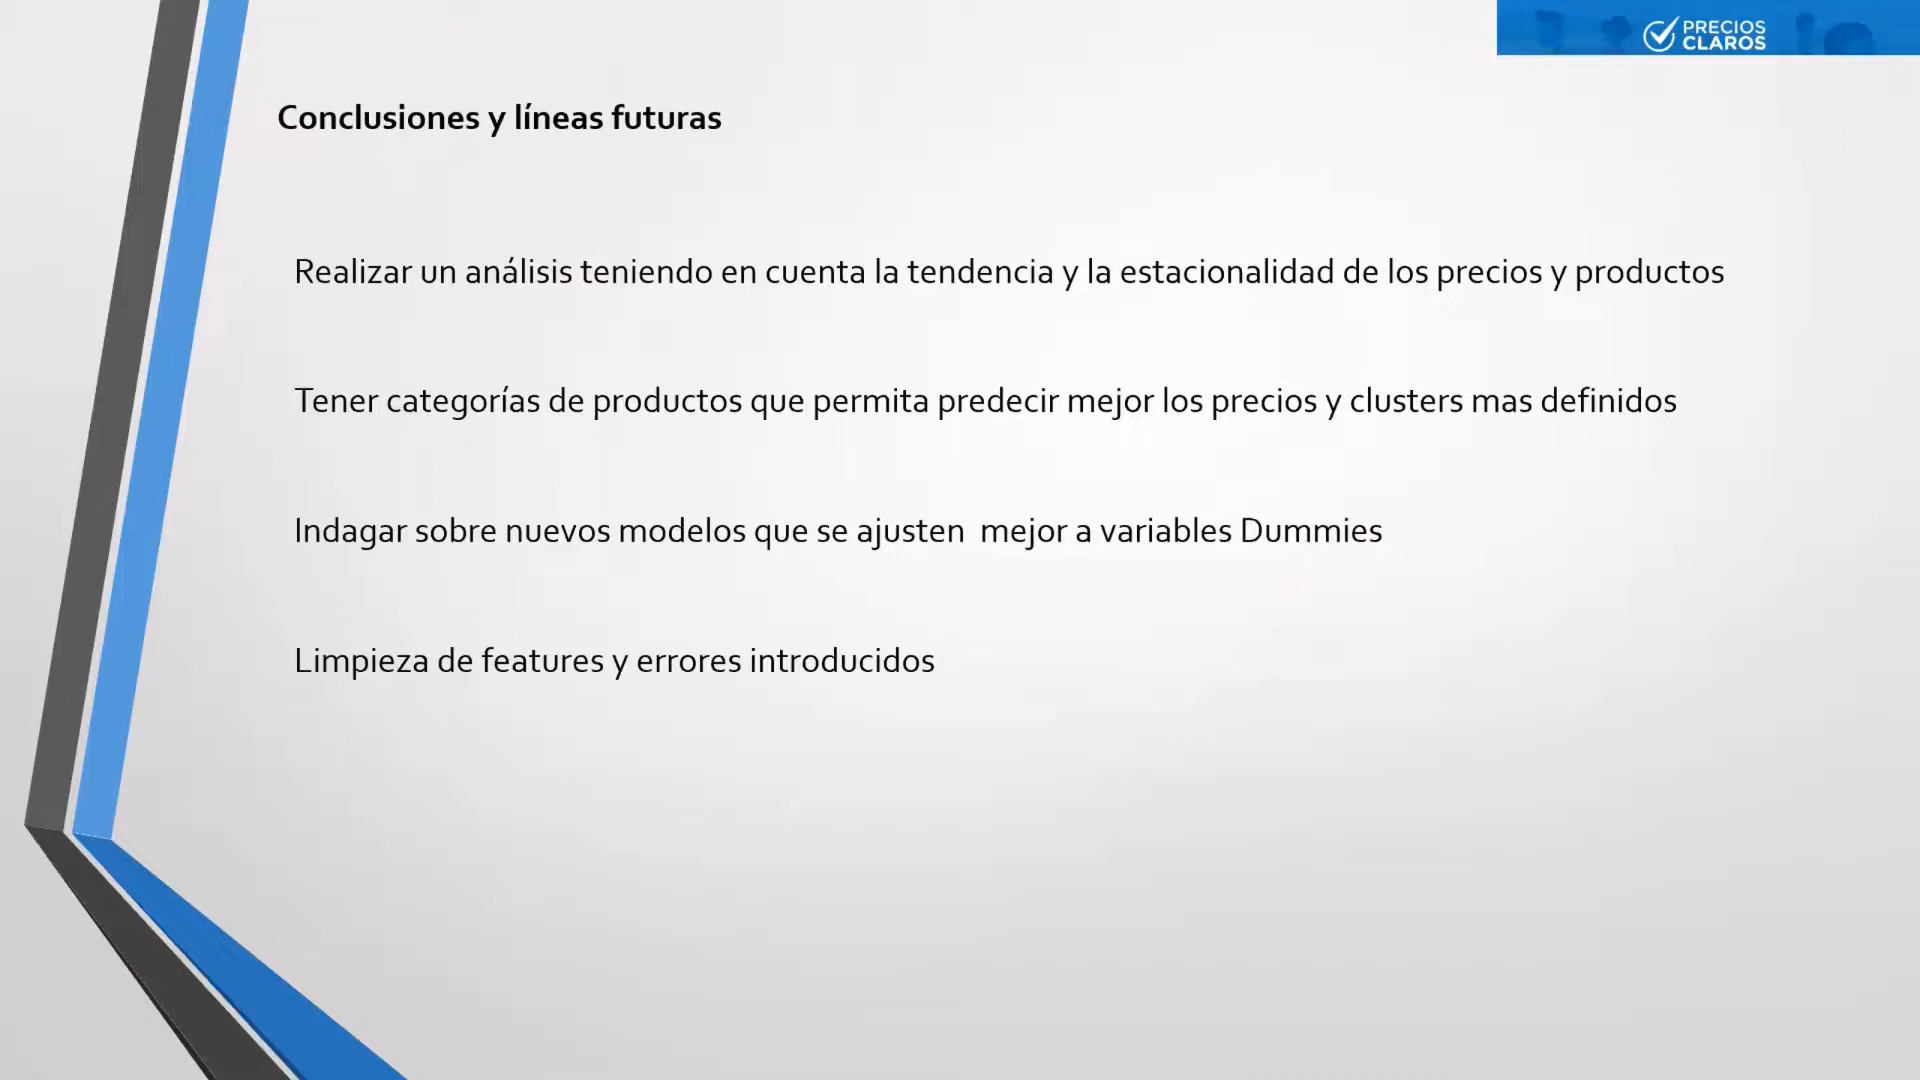 PRECIOS
CLAROS
Conclusiones y líneas futuras
Realizar un análisis teniendo en cuenta la tendencia y la estacionalidad de los precios y productos
Tener categorías de productos que permita predecir mejor los precios y clusters mas definidos
Indagar sobre nuevos modelos que se ajusten  mejor a variables Dummies
Limpieza de features y errores introducidos